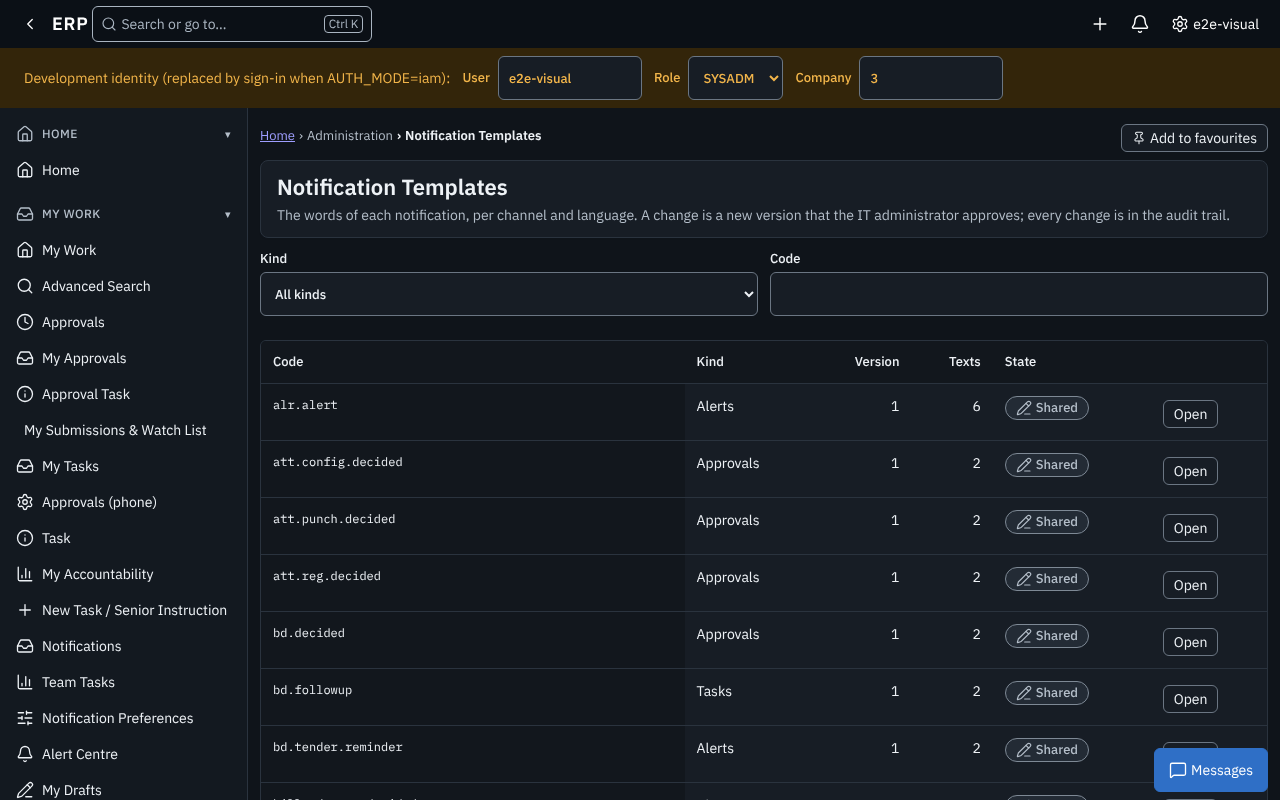 ERP
Search or go to...
Ctrl K
e2e-visual
Development identity (replaced by sign-in when AUTH_MODE=iam):
User
e2e-visual
Role
SYSADM
Company
3
HOME
Home
MY WORK
My Work
Advanced Search
Approvals
My Approvals
Approval Task
My Submissions & Watch List
My Tasks
Approvals (phone)
Task
My Accountability
New Task / Senior Instruction
Notifications
Team Tasks
Notification Preferences
Alert Centre
My Drafts
Home › Administration › Notification Templates
Add to favourites
Notification Templates
The words of each notification, per channel and language. A change is a new version that the IT administrator approves; every change is in the audit trail.
Kind
All kinds
Code
Code Kind Version Texts State
alr.alert Alerts 1 6 Shared Open
att.config.decided Approvals 1 2 Shared Open
att.punch.decided Approvals 1 2 Shared Open
att.reg.decided Approvals 1 2 Shared Open
bd.decided Approvals 1 2 Shared Open
bd.followup Tasks 1 2 Shared Open
bd.tender.reminder Alerts 1 2 Shared
Messages